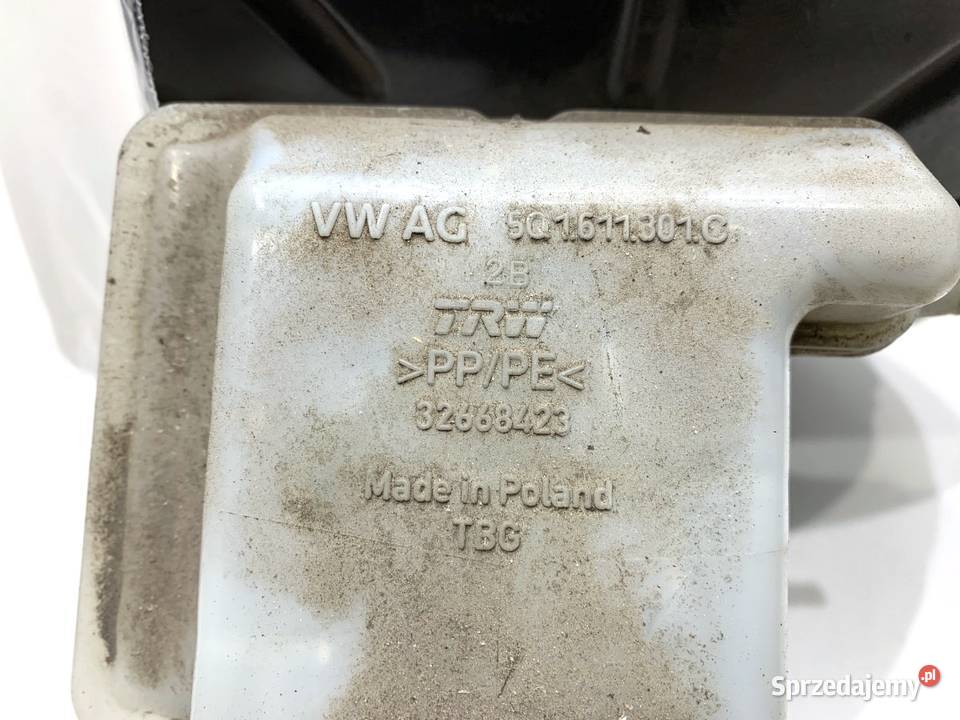 VW AG 5Q1.611.301.C
2B
TRW
>PP/PE<
32668423
Made in Poland
TBG
Sprzedajemy.pl